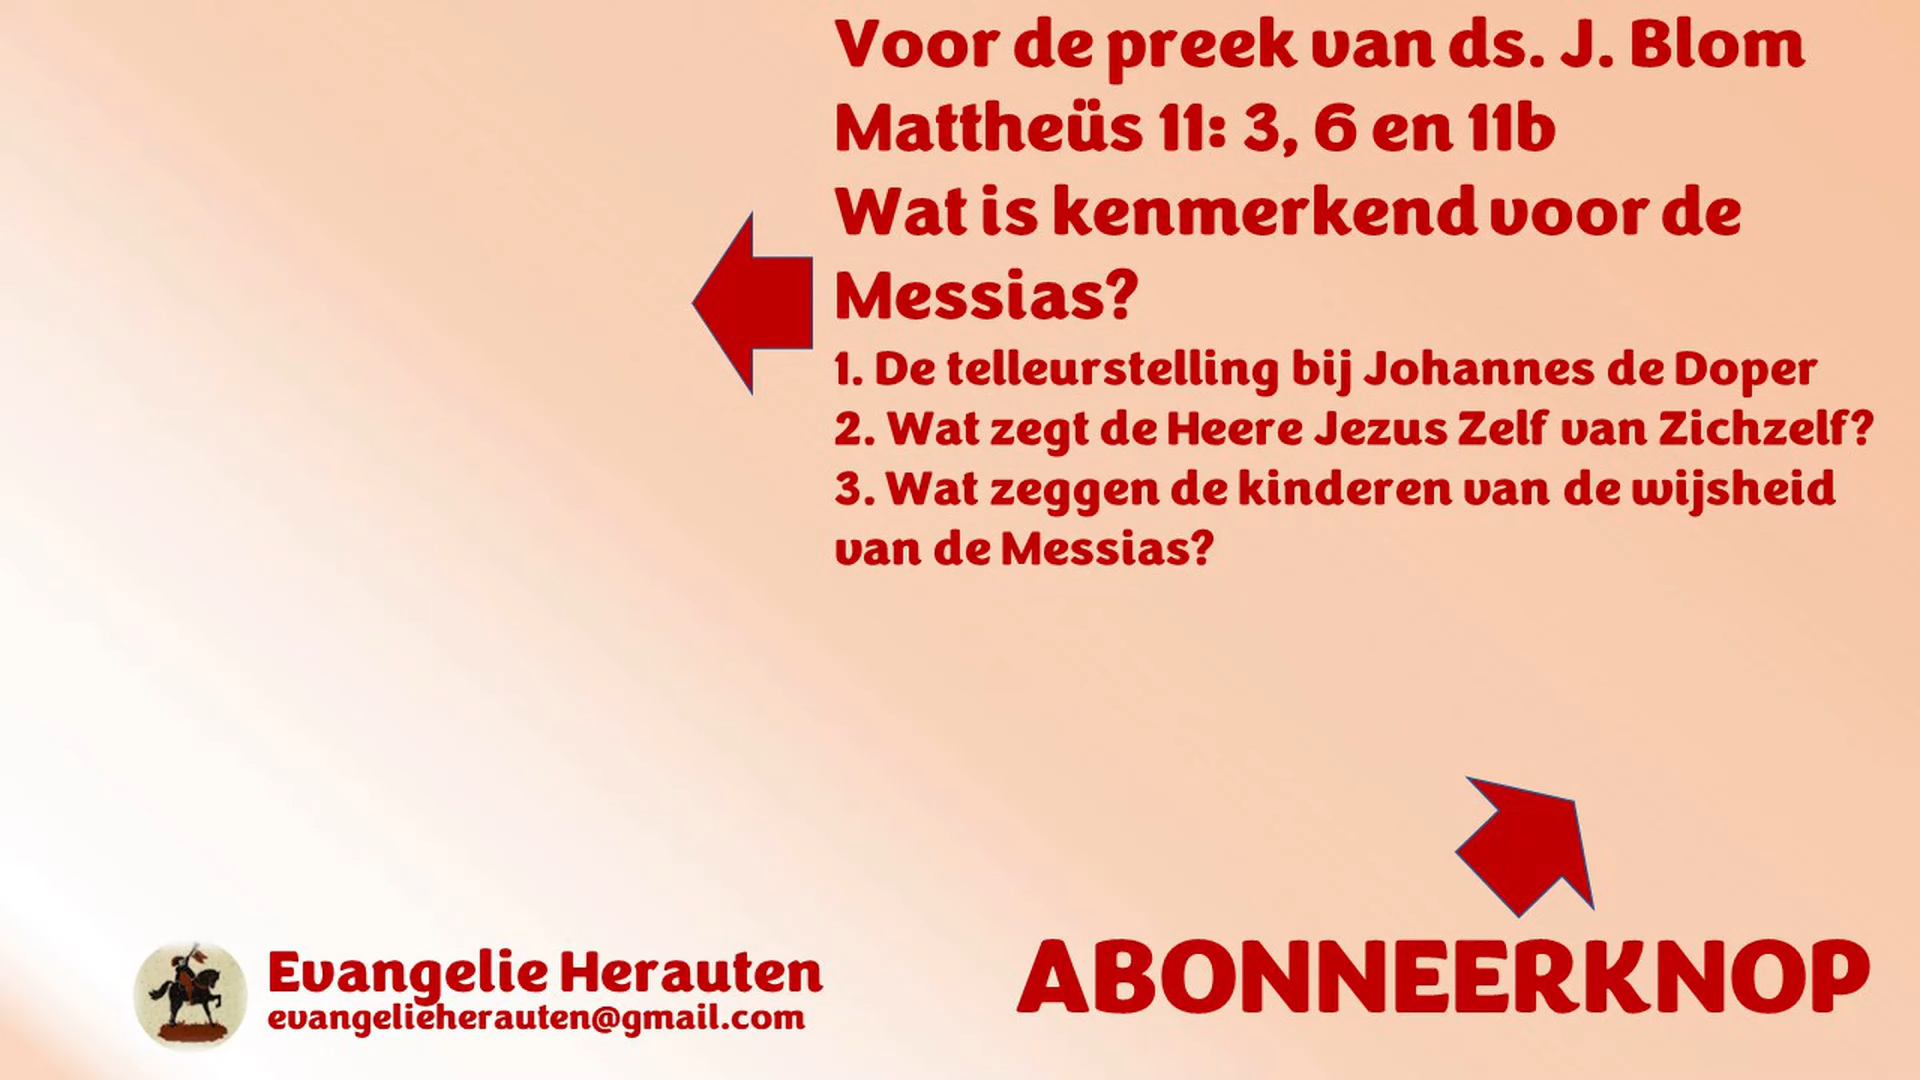 Voor de preek van ds. J. Blom
Mattheüs 11: 3, 6 en 11b
Wat is kenmerkend voor de
Messias?
1. De telleurstelling bij Johannes de Doper
2. Wat zegt de Heere Jezus Zelf van Zichzelf?
3. Wat zeggen de kinderen van de wijsheid
van de Messias?
Evangelie Herauten
evangelieherauten@gmail.com
ABONNEERKNOP